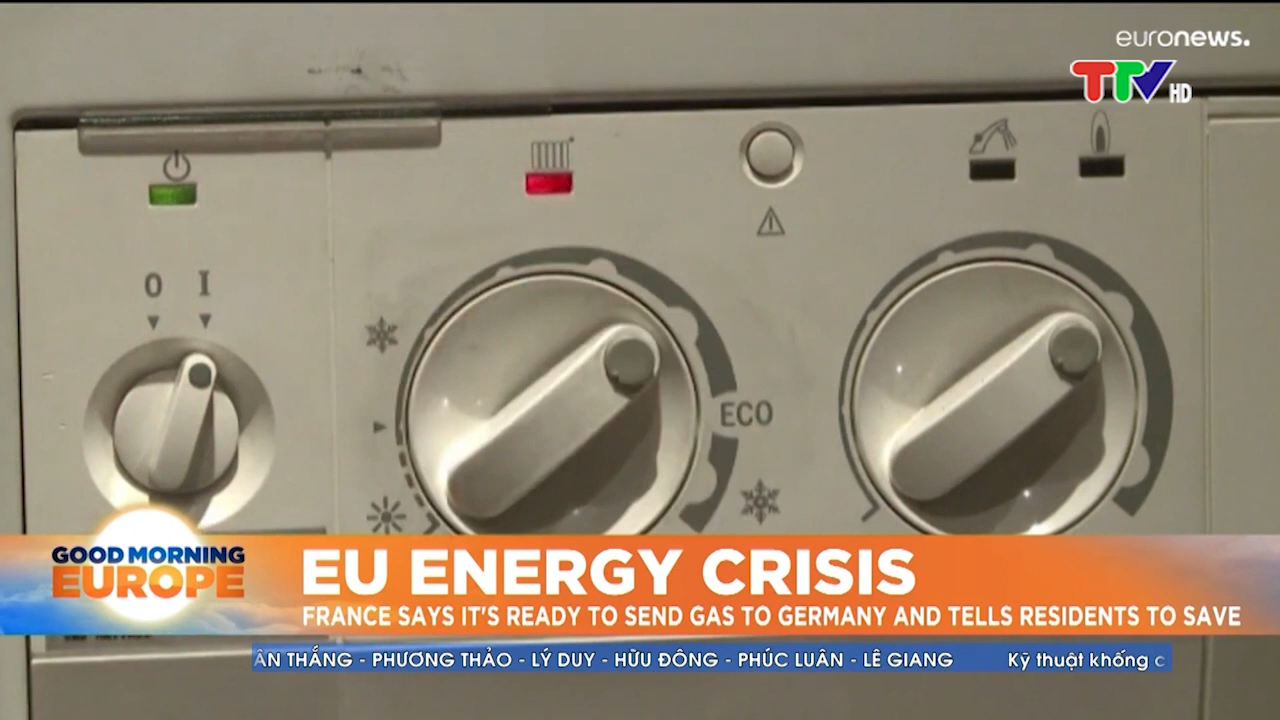 euronews.
TTV HD
0 I
ECO
GOOD MORNING
EUROPE
EU ENERGY CRISIS
FRANCE SAYS IT'S READY TO SEND GAS TO GERMANY AND TELLS RESIDENTS TO SAVE
THẮNG - PHƯƠNG THẢO - LÝ DUY - HỮU ĐÔNG - PHÚC LUÂN - LÊ GIANG Kỹ thuật khống